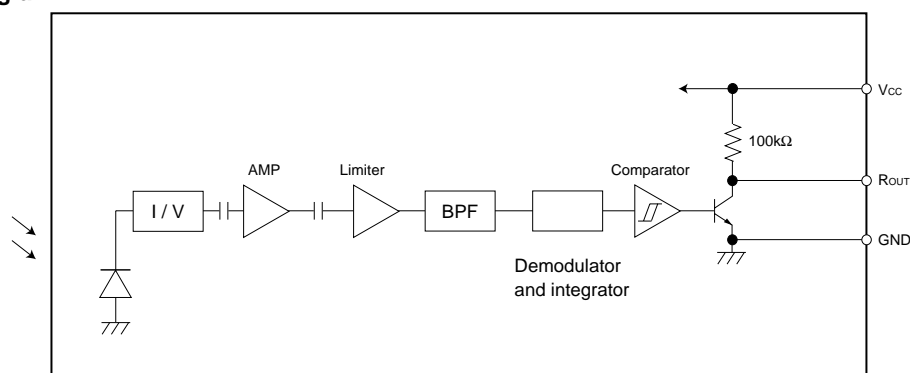 Vcc
100kΩ
ROUT
GND
AMP
Limiter
Comparator
I / V
BPF
Demodulator
and integrator